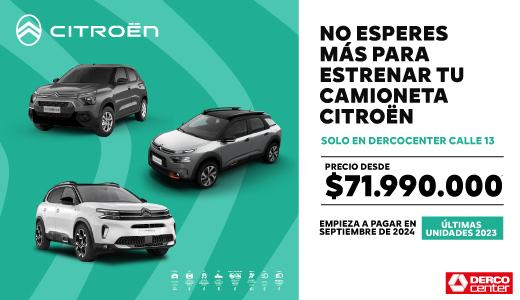 CITROËN
NO ESPERES
MÁS PARA
ESTRENAR TU
CAMIONETA
CITROËN
SOLO EN DERCOCENTER CALLE 13
PRECIO DESDE
$71.990.000
EMPIEZA A PAGAR EN
SEPTIEMBRE DE 2024
ÚLTIMAS
UNIDADES 2023
DERCO
center